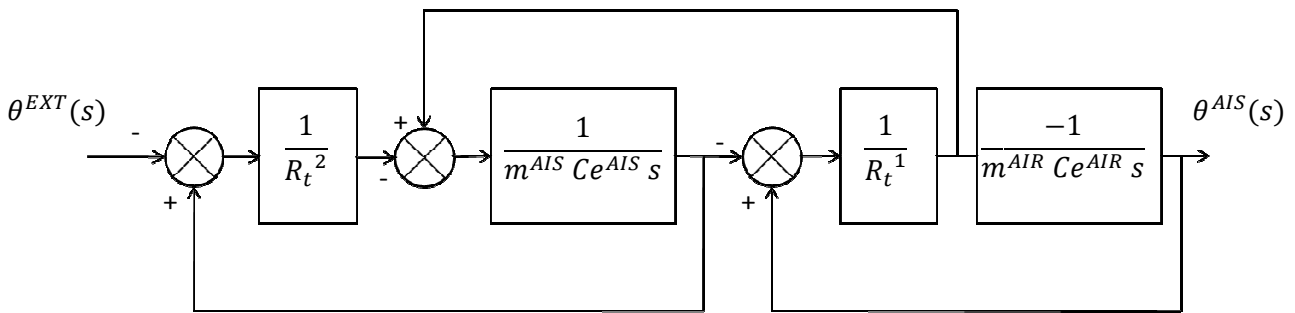 θ^EXT(s)
-
+
1
R_t^2
+
-
1
m^AIS Ce^AIS s
-
+
1
R_t^1
-1
m^AIR Ce^AIR s
θ^AIS(s)